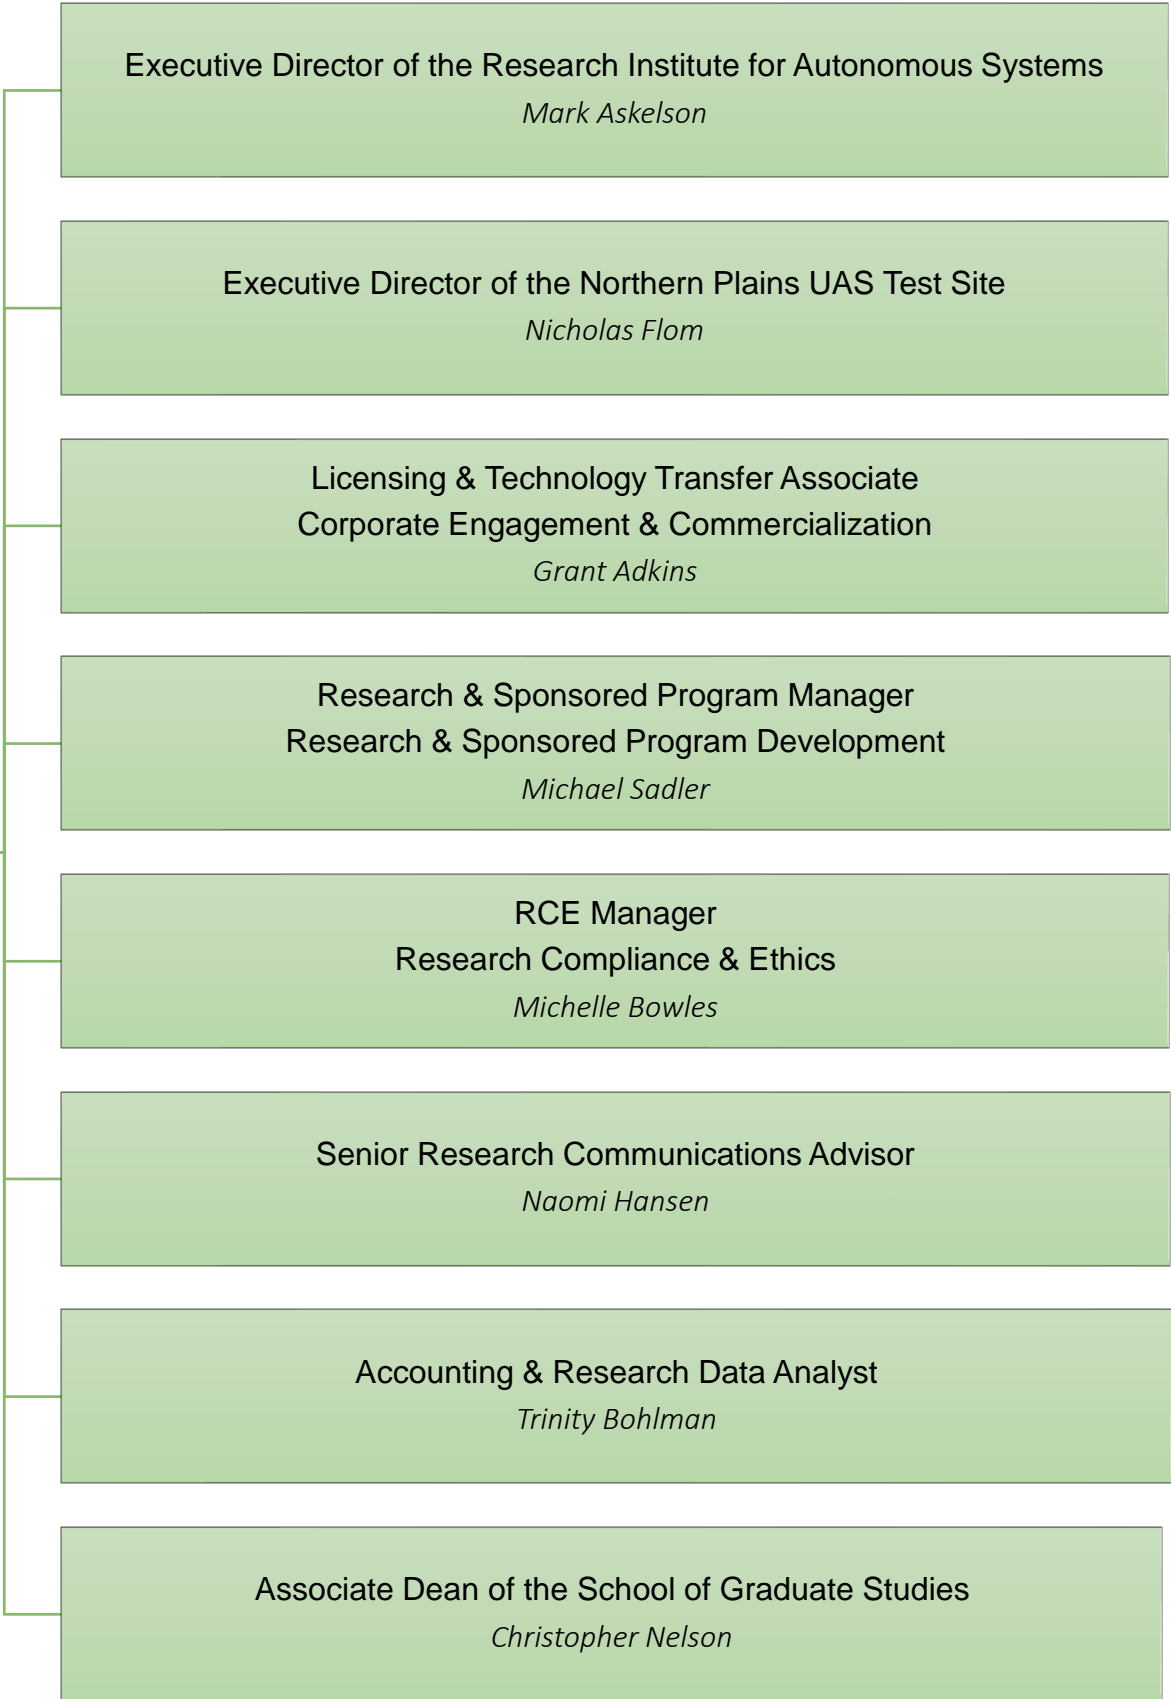 Executive Director of the Research Institute for Autonomous Systems
Mark Askelson
Executive Director of the Northern Plains UAS Test Site
Nicholas Flom
Licensing & Technology Transfer Associate
Corporate Engagement & Commercialization
Grant Adkins
Research & Sponsored Program Manager
Research & Sponsored Program Development
Michael Sadler
RCE Manager
Research Compliance & Ethics
Michelle Bowles
Senior Research Communications Advisor
Naomi Hansen
Accounting & Research Data Analyst
Trinity Bohlman
Associate Dean of the School of Graduate Studies
Christopher Nelson